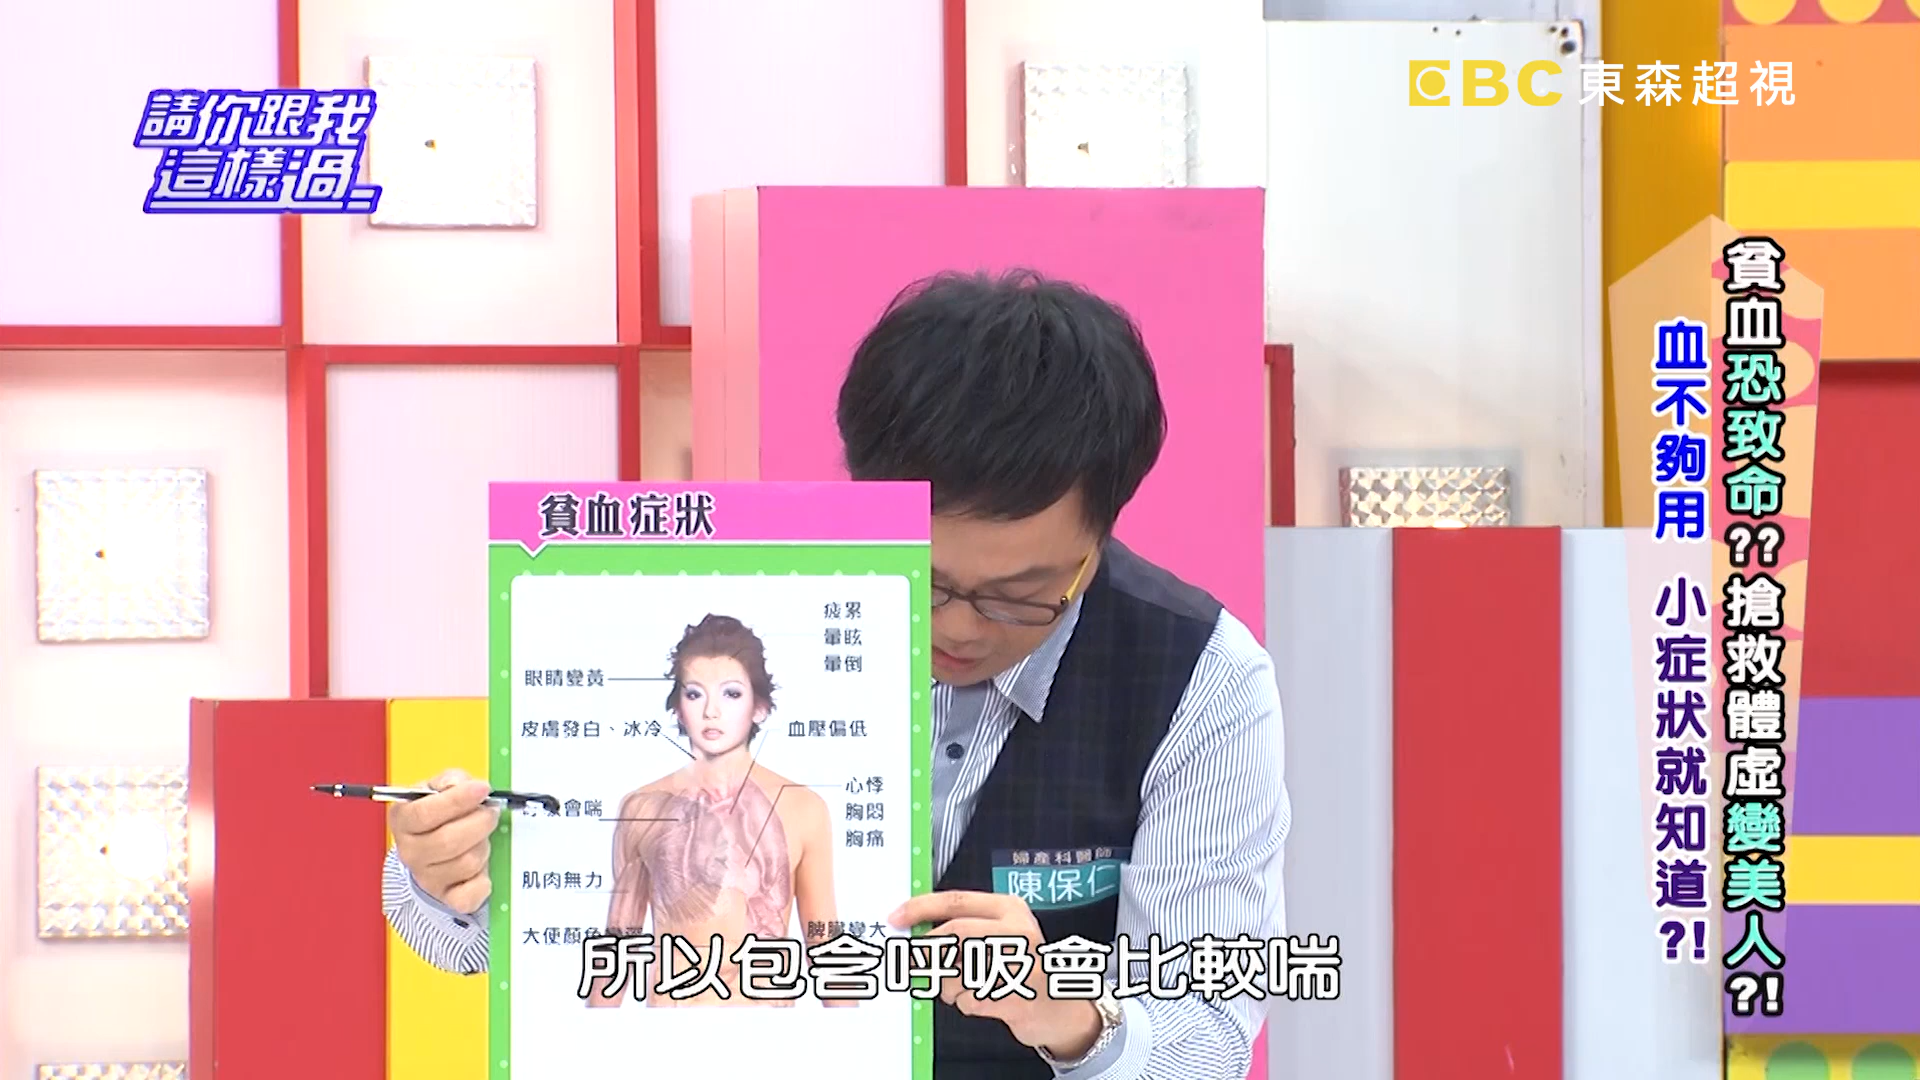 請你跟我
這樣過
EBC 東森超視
貧血恐致命??搶救體虛變美人?!
血不夠用 小症狀就知道?!
貧血症狀
疲累
暈眩
暈倒
眼睛變黃
皮膚發白、冰冷
血壓偏低
心悸
胸悶
胸痛
呼吸會喘
肌肉無力
大便顏色變深
脾臟變大
婦產科醫師
陳保仁
所以包含呼吸會比較喘